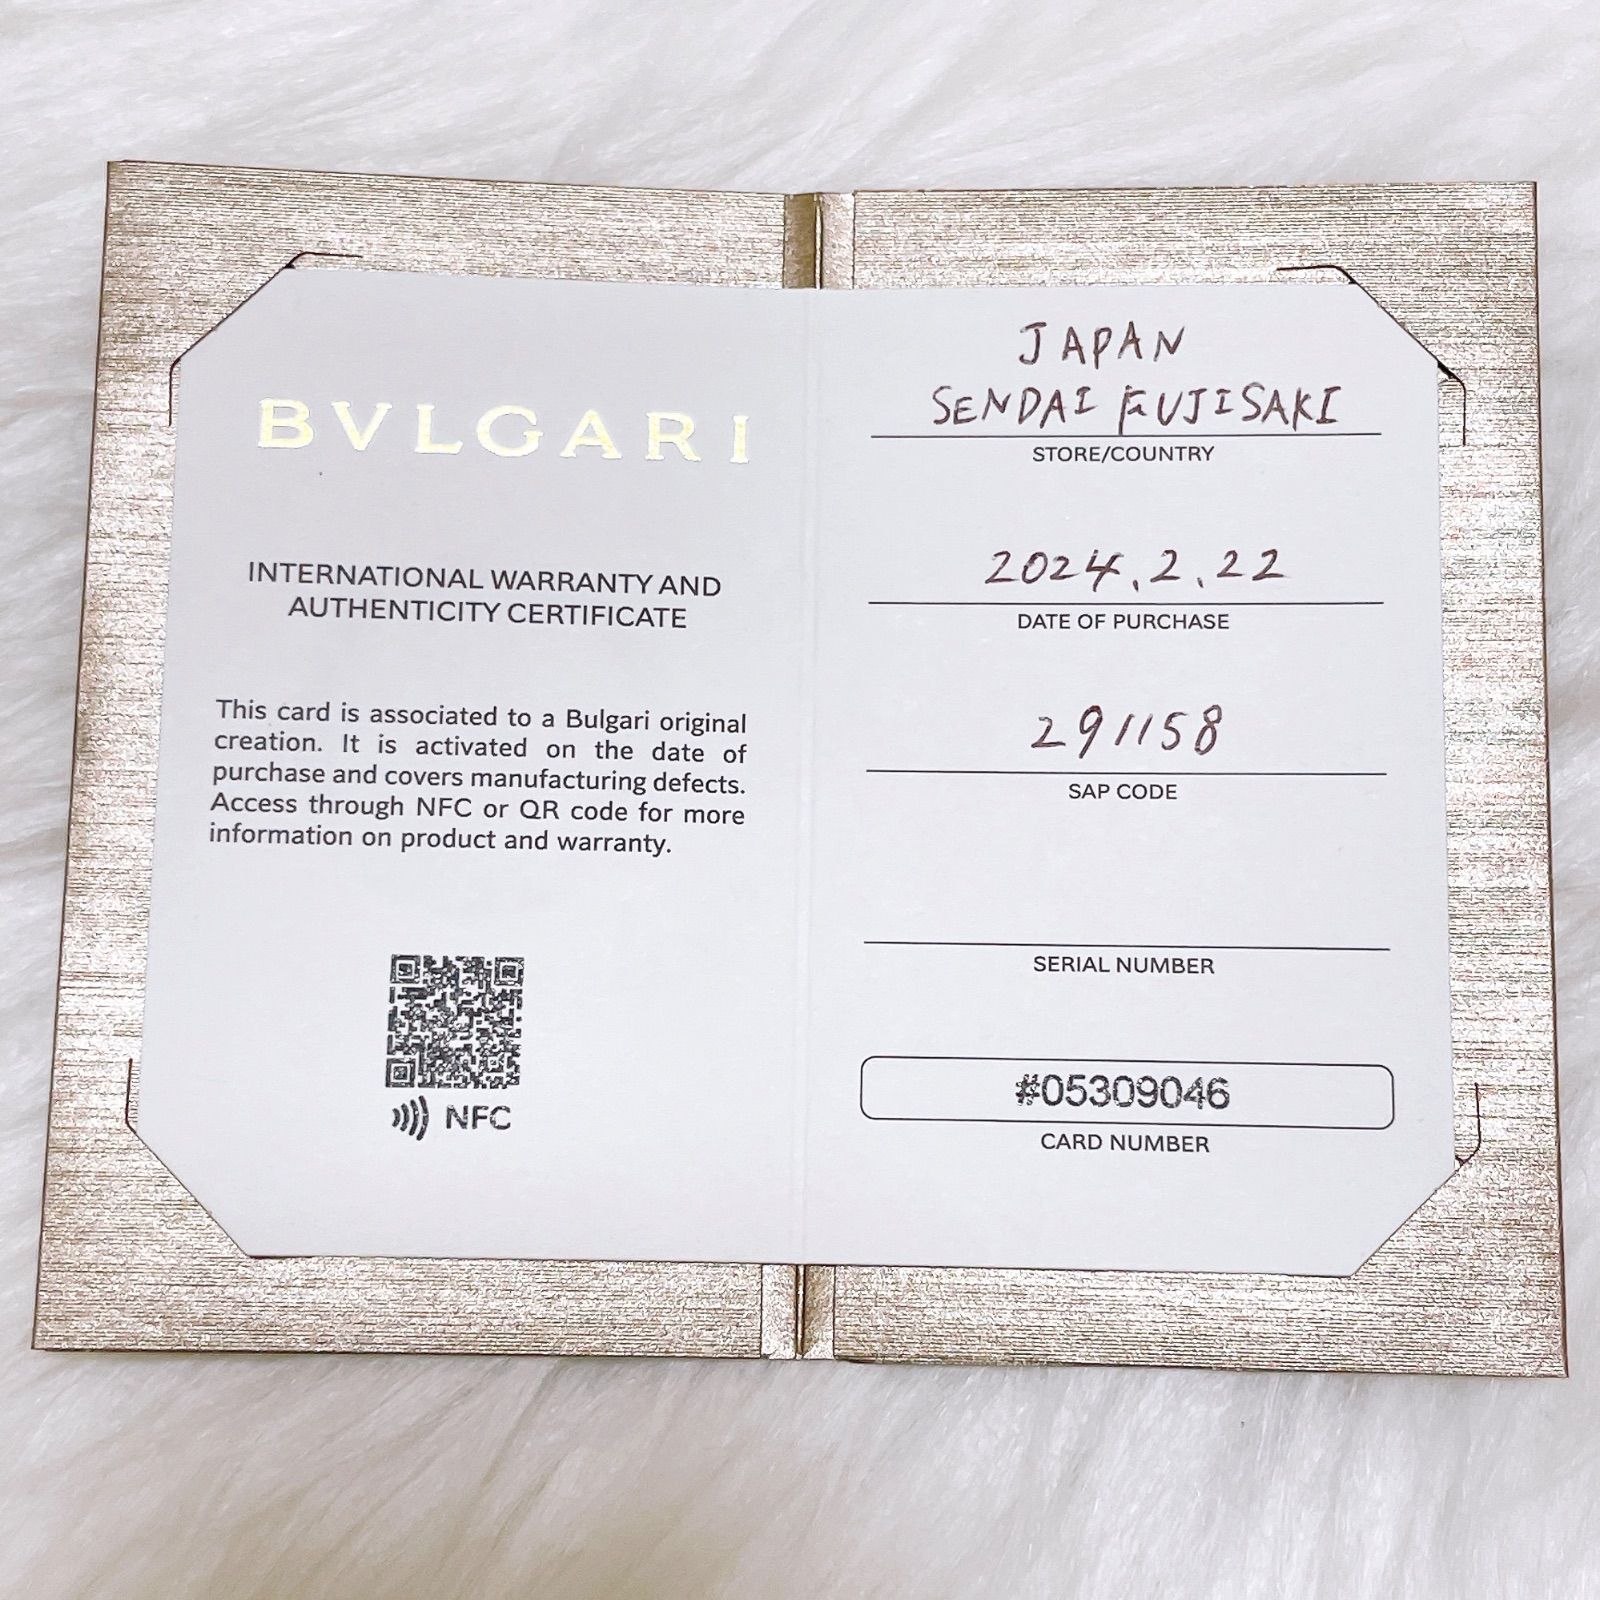 BVLGARI
INTERNATIONAL WARRANTY AND
AUTHENTICITY CERTIFICATE
This card is associated to a Bulgari original
creation. It is activated on the date of
purchase and covers manufacturing defects.
Access through NFC or QR code for more
information on product and warranty.
NFC
JAPAN
SENDAI FUJISAKI
STORE/COUNTRY
2024.2.22
DATE OF PURCHASE
291158
SAP CODE
SERIAL NUMBER
#05309046
CARD NUMBER